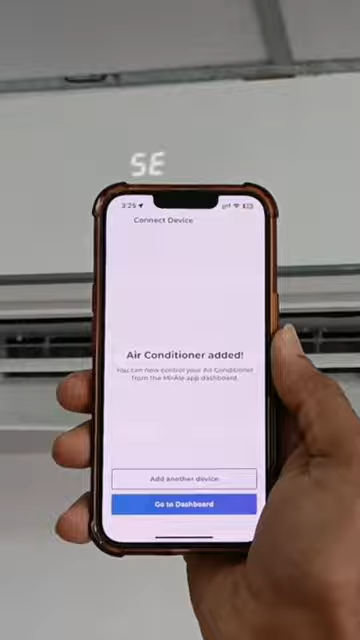 SE
3:25
Connect Device
Air Conditioner added!
You can now control your Air Conditioner
from the MirAIe app dashboard.
Add another device
Go to Dashboard